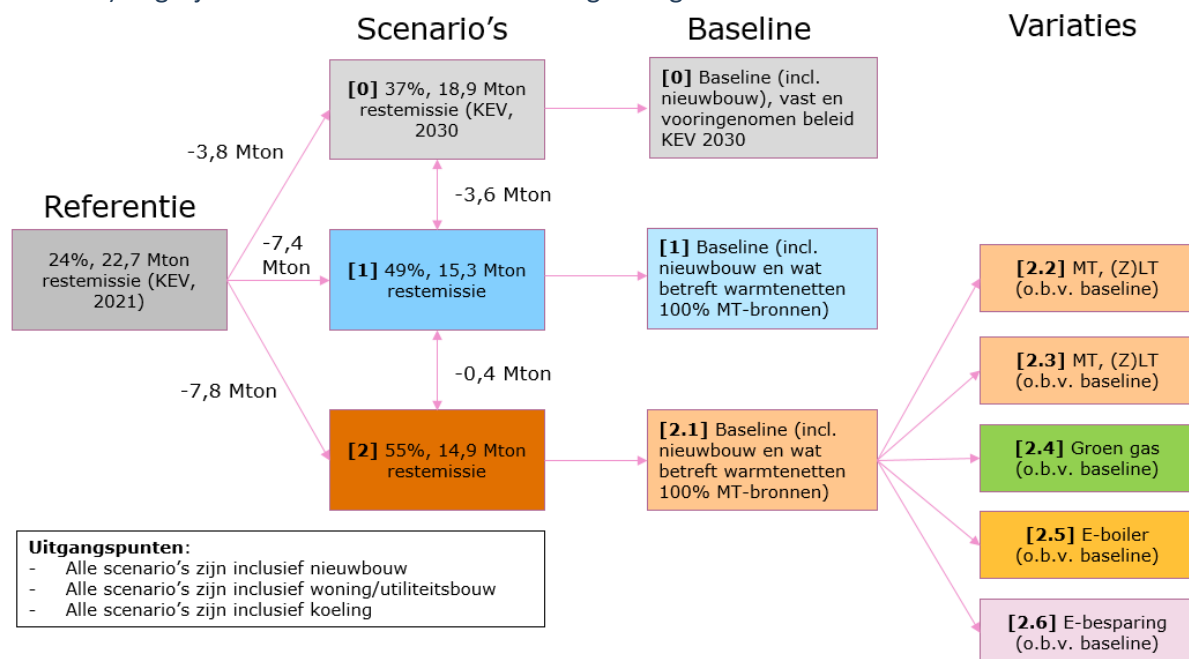 Scenario's
Baseline
Variaties
[0] 37%, 18,9 Mton
restemissie (KEV,
2030
[0] Baseline (incl.
nieuwbouw), vast en
vooringenomen beleid
KEV 2030
-3,8 Mton
-3,6 Mton
Referentie
24%, 22,7 Mton
restemissie (KEV,
2021)
-7,4
Mton
[1] 49%, 15,3 Mton
restemissie
[1] Baseline (incl.
nieuwbouw en wat
betreft warmtenetten
100% MT-bronnen)
[2.2] MT, (Z)LT
(o.b.v. baseline)
-7,8 Mton
-0,4 Mton
[2.3] MT, (Z)LT
(o.b.v. baseline)
[2] 55%, 14,9 Mton
restemissie
[2.1] Baseline (incl.
nieuwbouw en wat
betreft warmtenetten
100% MT-bronnen)
[2.4] Groen gas
(o.b.v. baseline)
[2.5] E-boiler
(o.b.v. baseline)
[2.6] E-besparing
(o.b.v. baseline)
Uitgangspunten:
- Alle scenario's zijn inclusief nieuwbouw
- Alle scenario's zijn inclusief woning/utiliteitsbouw
- Alle scenario's zijn inclusief koeling